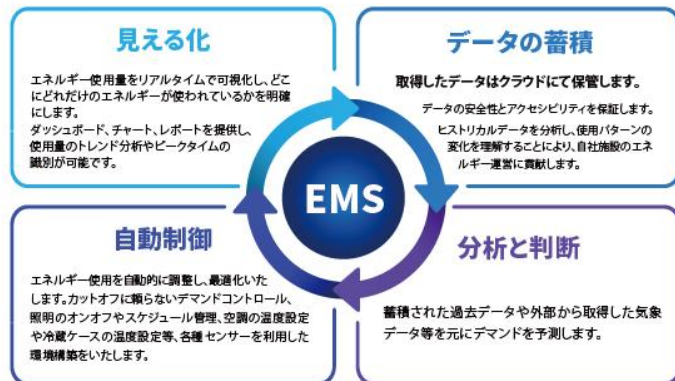 見える化
エネルギー使用量をリアルタイムで可視化し、どこ
にどれだけのエネルギーが使われているかを明確
にします。
ダッシュボード、チャート、レポートを提供し、
使用量のトレンド分析やピークタイムの
識別が可能です。
データの蓄積
取得したデータはクラウドにて保管します。
データの安全性とアクセシビリティを保証します。
ヒストリカルデータを分析し、使用パターンの
変化を理解することにより、自社施設のエネ
ルギー運営に貢献します。
EMS
自動制御
エネルギー使用を自動的に調整し、最適化いた
します。カットオフに頼らないデマンドコントロール、
照明のオンオフやスケジュール管理、空調の温度設定
や冷蔵ケースの温度設定等、各種センサーを利用した
環境構築をいたします。
分析と判断
蓄積された過去データや外部から取得した気象
データ等を元にデマンドを予測します。